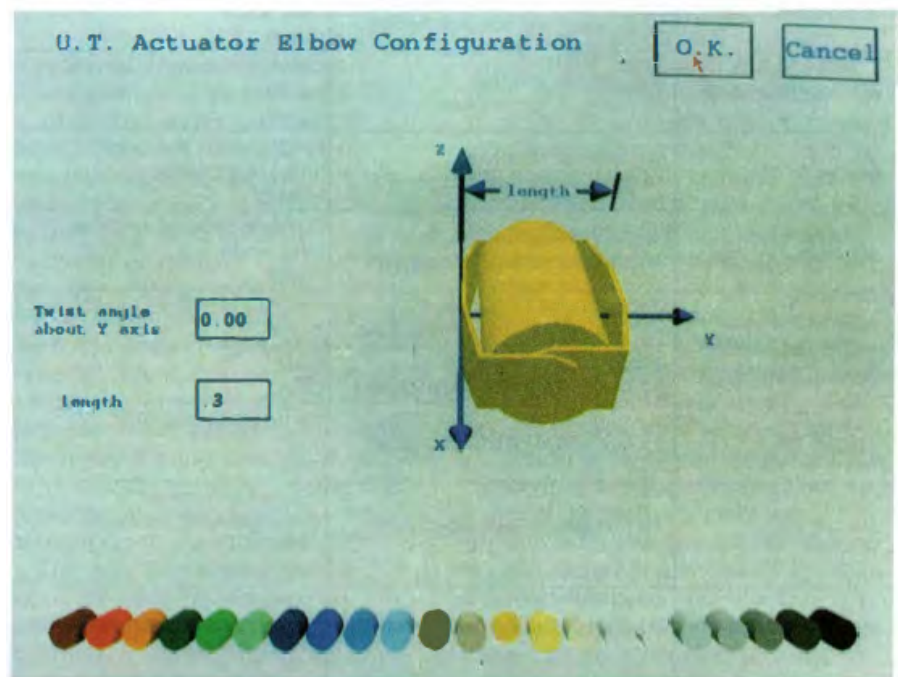 U.T. Actuator Elbow Configuration
O.K.
Cancel
Z
length
Twist angle
about Y axis
0.00
Y
length
.3
X